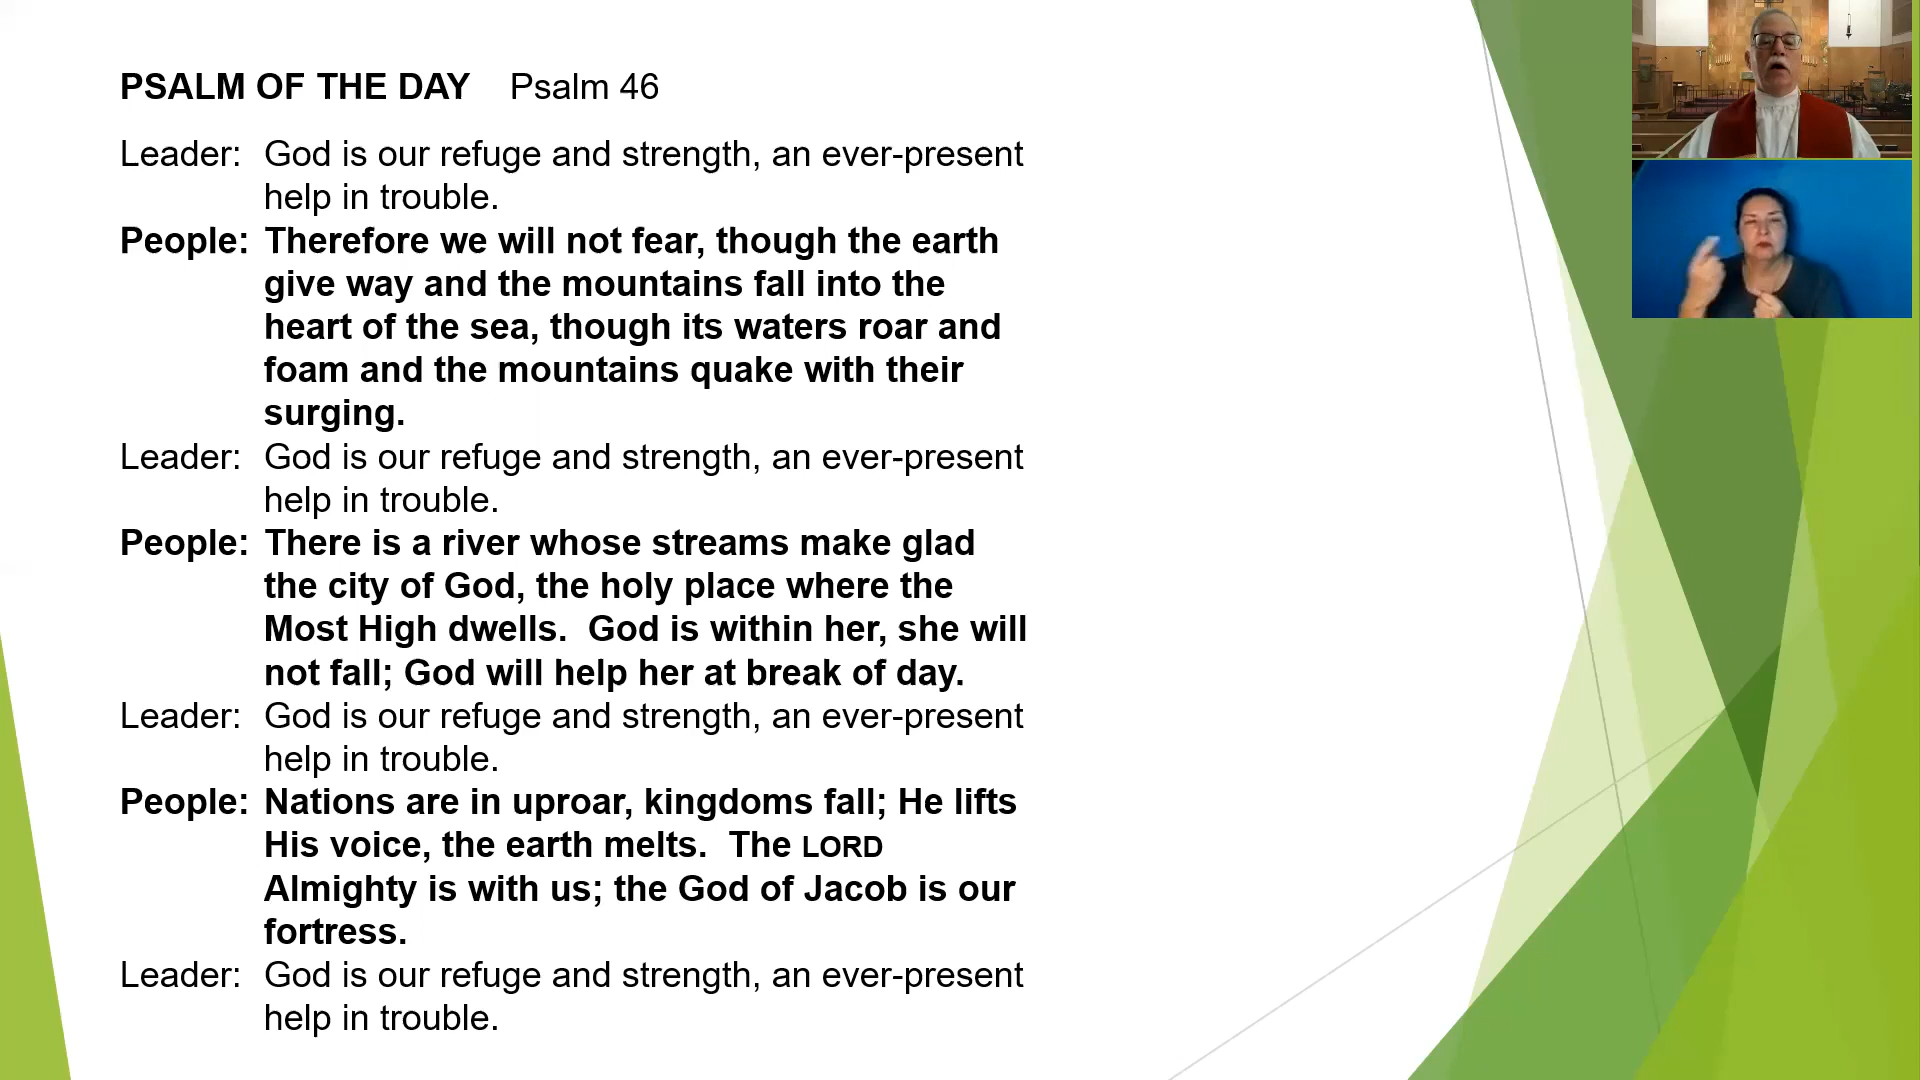 PSALM OF THE DAY Psalm 46
Leader: God is our refuge and strength, an ever-present
help in trouble.
People: Therefore we will not fear, though the earth
give way and the mountains fall into the
heart of the sea, though its waters roar and
foam and the mountains quake with their
surging.
Leader: God is our refuge and strength, an ever-present
help in trouble.
People: There is a river whose streams make glad
the city of God, the holy place where the
Most High dwells.  God is within her, she will
not fall; God will help her at break of day.
Leader: God is our refuge and strength, an ever-present
help in trouble.
People: Nations are in uproar, kingdoms fall; He lifts
His voice, the earth melts.  The LORD
Almighty is with us; the God of Jacob is our
fortress.
Leader: God is our refuge and strength, an ever-present
help in trouble.